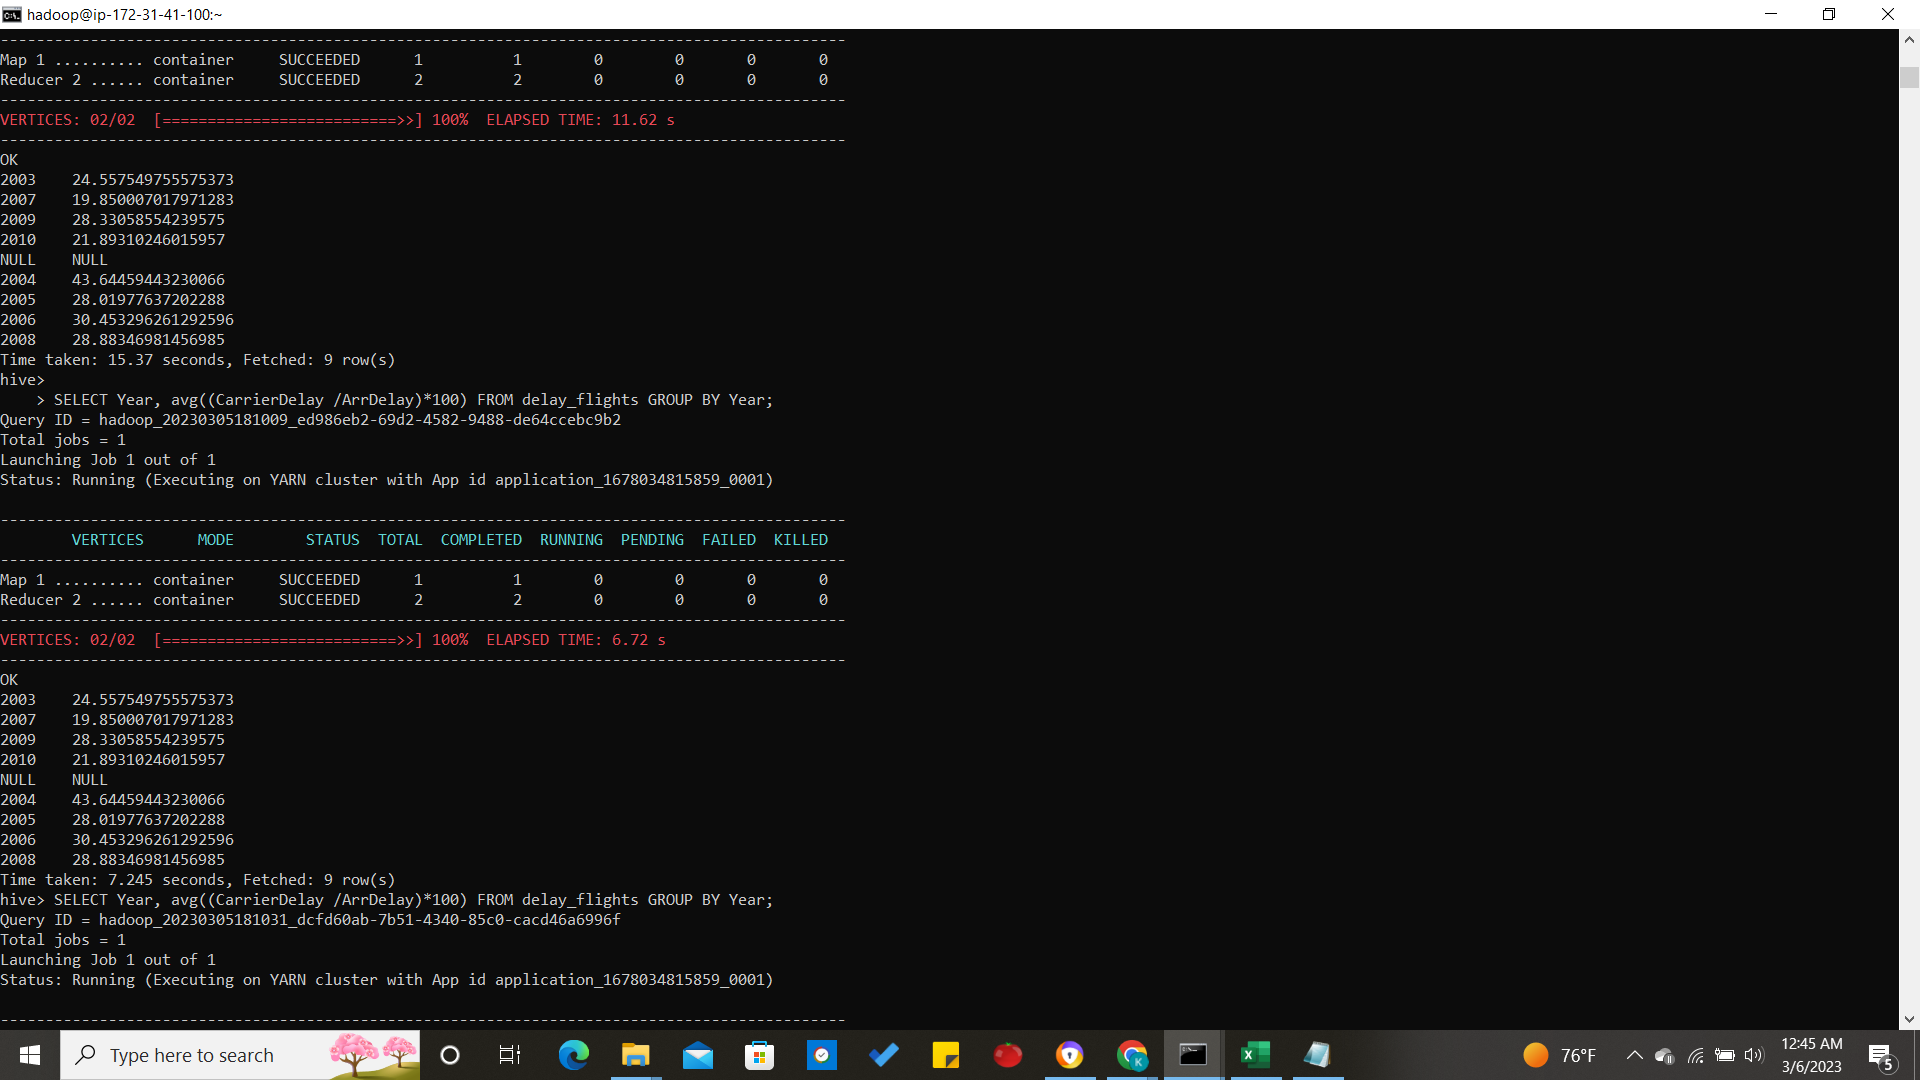 hadoop@ip-172-31-41-100:~
----------------------------------------------------------------------------------------------
Map 1 .......... container     SUCCEEDED      1          1        0        0       0       0
Reducer 2 ...... container     SUCCEEDED      2          2        0        0       0       0
----------------------------------------------------------------------------------------------
VERTICES: 02/02  [==========================>>] 100%  ELAPSED TIME: 11.62 s
----------------------------------------------------------------------------------------------
OK
2003    24.557549755575373
2007    19.850007017971283
2009    28.33058554239575
2010    21.89310246015957
NULL    NULL
2004    43.64459443230066
2005    28.01977637202288
2006    30.453296261292596
2008    28.88346981456985
Time taken: 15.37 seconds, Fetched: 9 row(s)
hive>
    > SELECT Year, avg((CarrierDelay /ArrDelay)*100) FROM delay_flights GROUP BY Year;
Query ID = hadoop_20230305181009_ed986eb2-69d2-4582-9488-de64ccebc9b2
Total jobs = 1
Launching Job 1 out of 1
Status: Running (Executing on YARN cluster with App id application_1678034815859_0001)
----------------------------------------------------------------------------------------------
        VERTICES      MODE        STATUS  TOTAL  COMPLETED  RUNNING  PENDING  FAILED  KILLED
----------------------------------------------------------------------------------------------
Map 1 .......... container     SUCCEEDED      1          1        0        0       0       0
Reducer 2 ...... container     SUCCEEDED      2          2        0        0       0       0
----------------------------------------------------------------------------------------------
VERTICES: 02/02  [==========================>>] 100%  ELAPSED TIME: 6.72 s
----------------------------------------------------------------------------------------------
OK
2003    24.557549755575373
2007    19.850007017971283
2009    28.33058554239575
2010    21.89310246015957
NULL    NULL
2004    43.64459443230066
2005    28.01977637202288
2006    30.453296261292596
2008    28.88346981456985
Time taken: 7.245 seconds, Fetched: 9 row(s)
hive> SELECT Year, avg((CarrierDelay /ArrDelay)*100) FROM delay_flights GROUP BY Year;
Query ID = hadoop_20230305181031_dcfd60ab-7b51-4340-85c0-cacd46a6996f
Total jobs = 1
Launching Job 1 out of 1
Status: Running (Executing on YARN cluster with App id application_1678034815859_0001)
----------------------------------------------------------------------------------------------
Type here to search
K
76°F
12:45 AM
3/6/2023
5